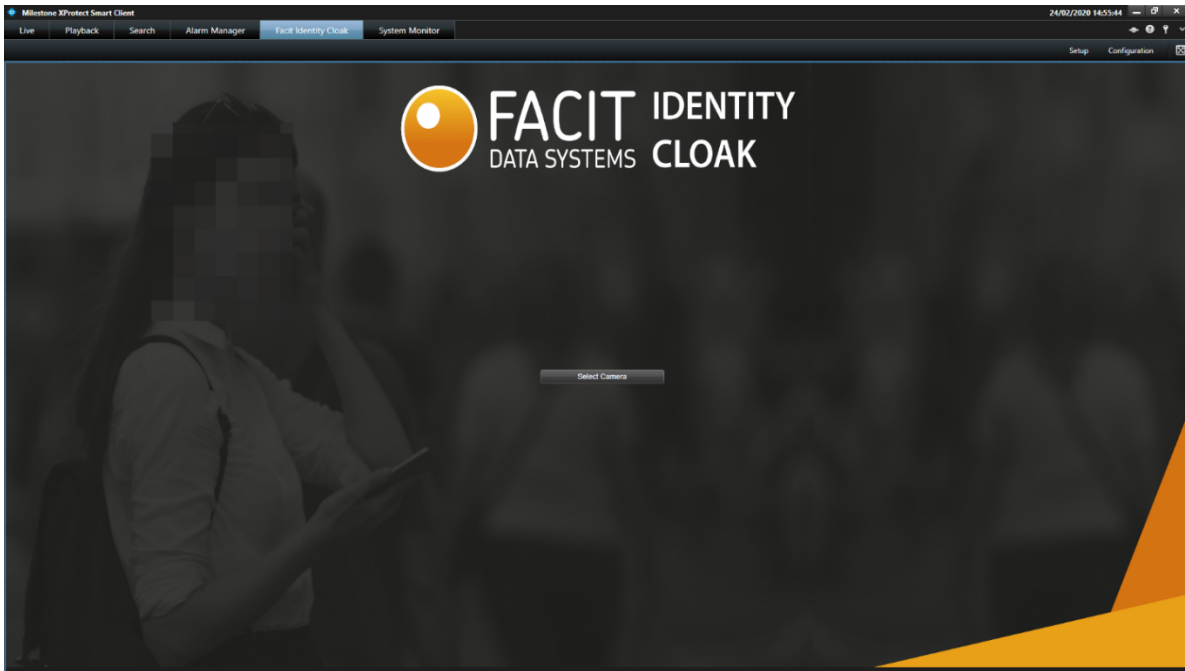 Milestone XProtect Smart Client
24/02/2020 14:55:44
Live
Playback
Search
Alarm Manager
Facit Identity Cloak
System Monitor
Setup
Configuration
FACIT
DATA SYSTEMS
IDENTITY
CLOAK
Select Camera